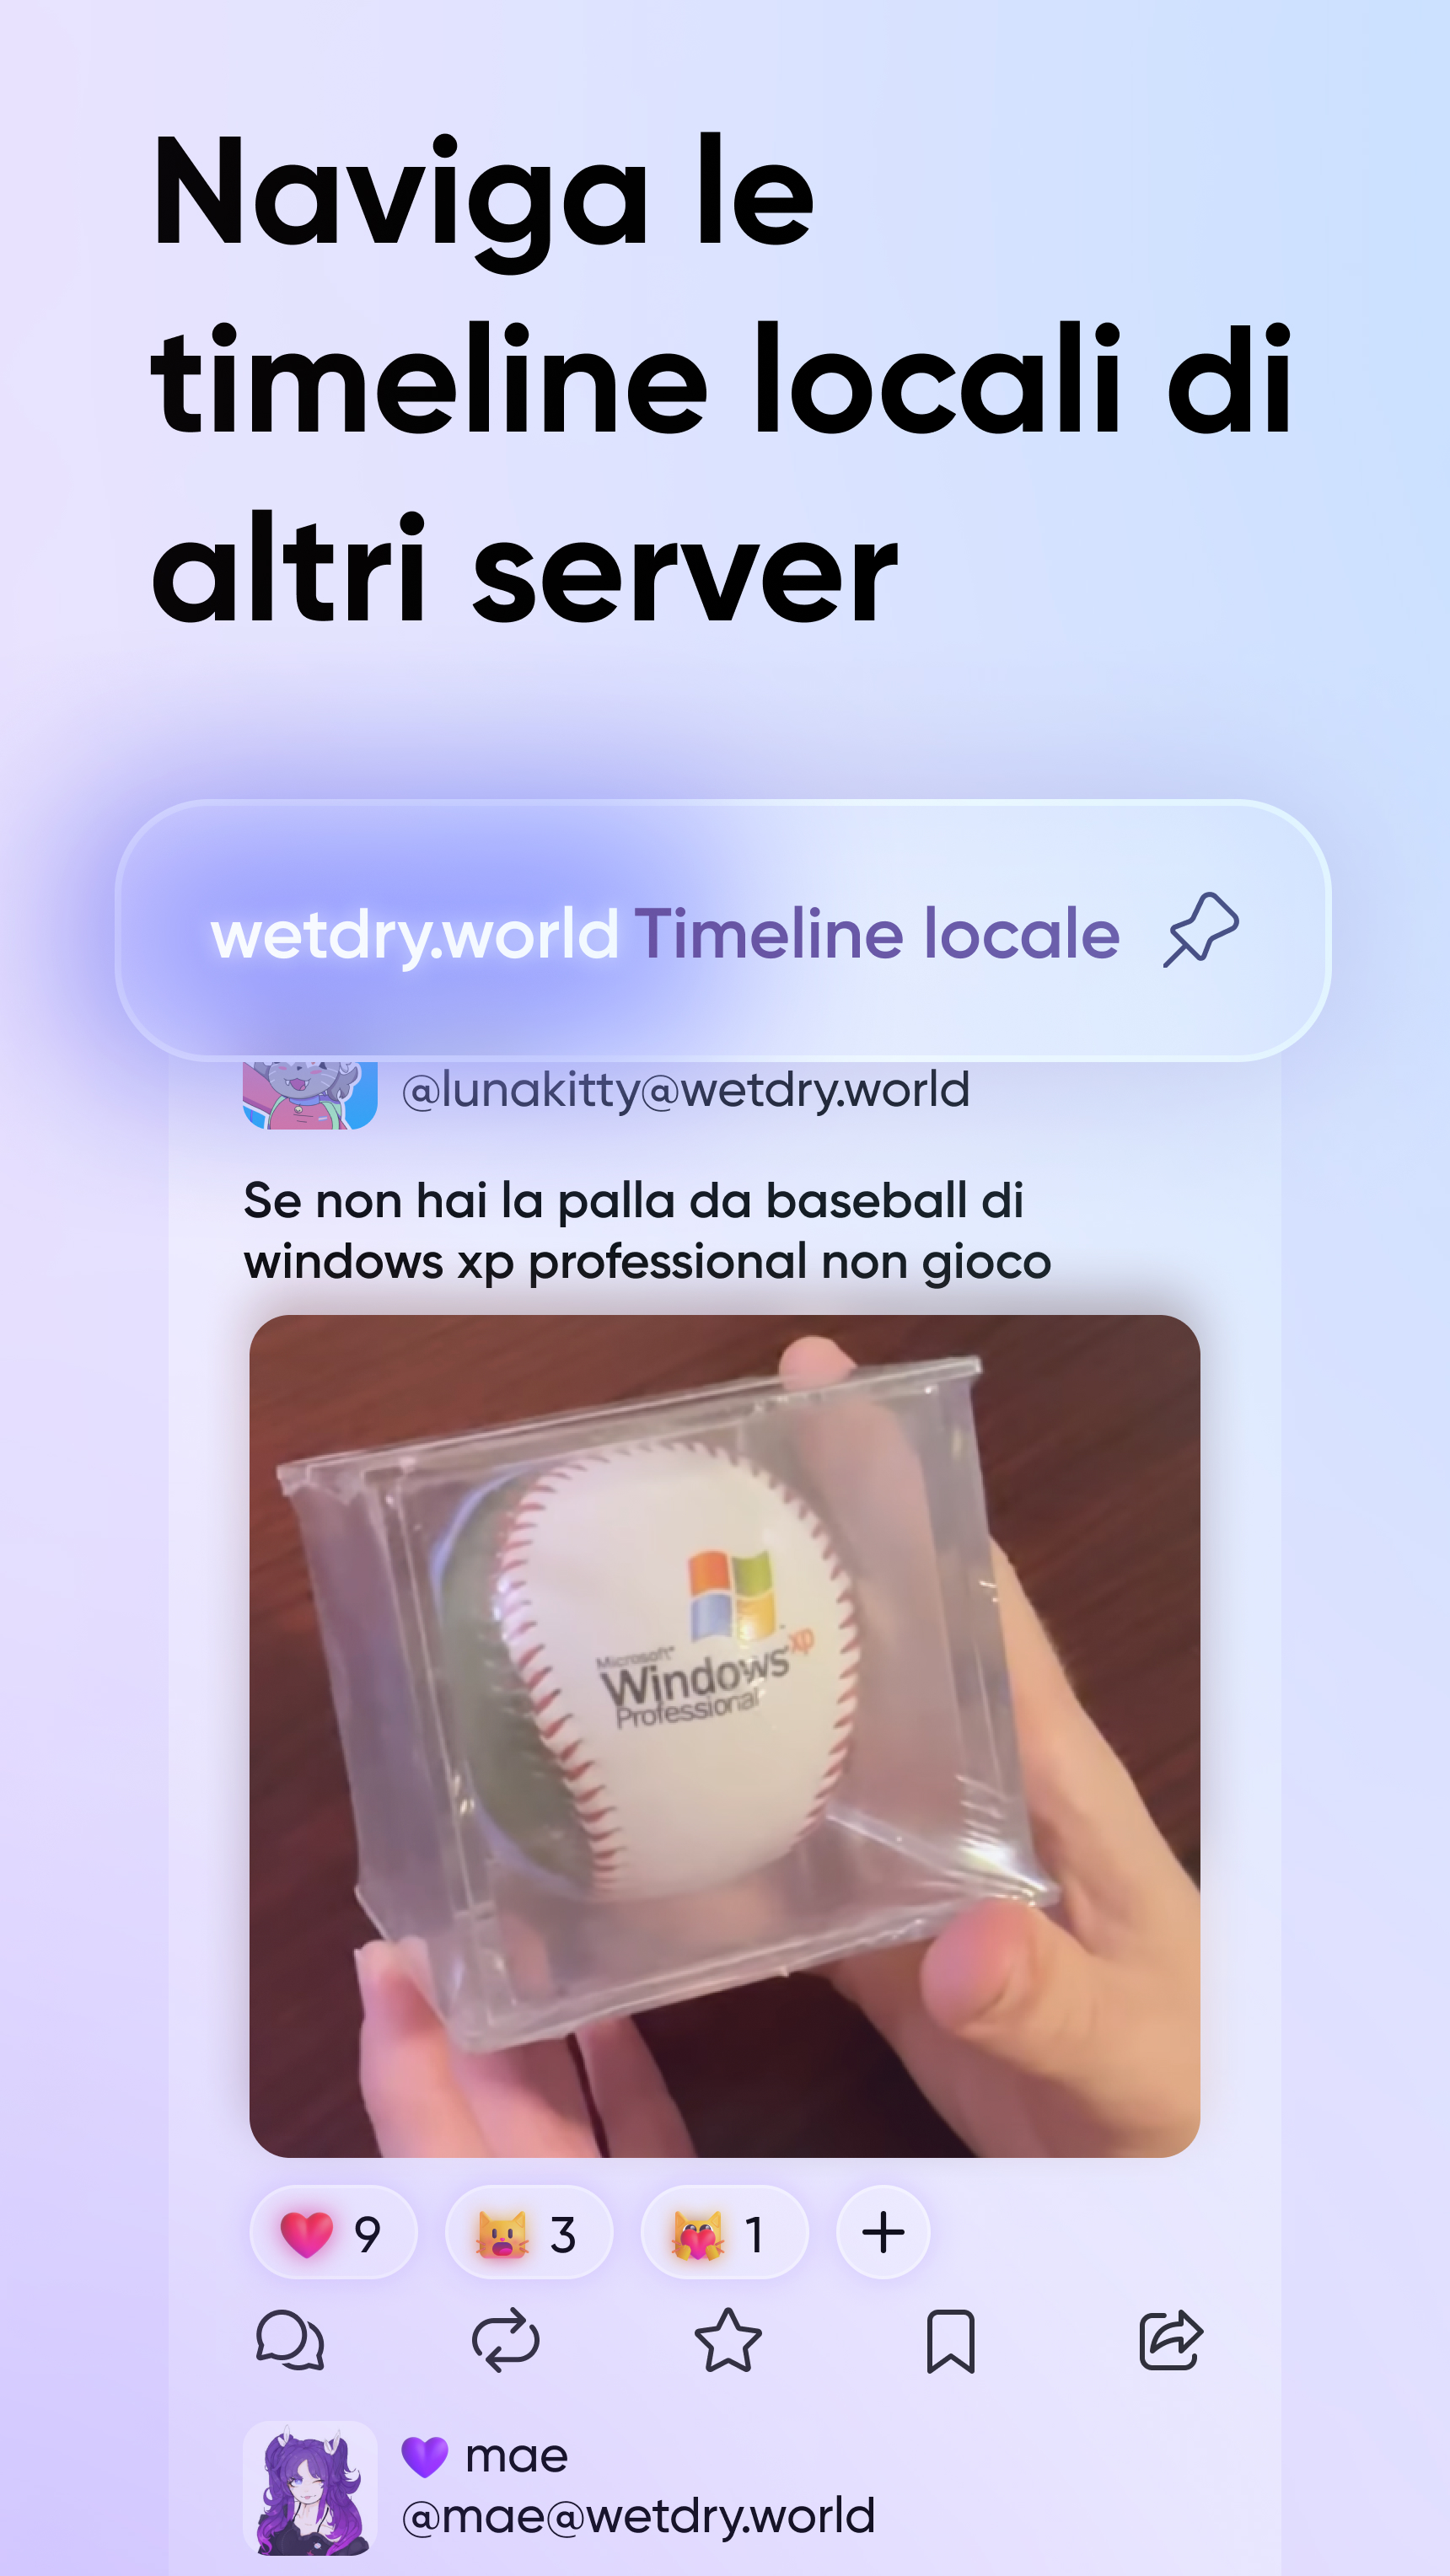 Naviga le
timeline locali di
altri server
wetdry.world Timeline locale
@lunakitty@wetdry.world
Se non hai la palla da baseball di
windows xp professional non gioco
Microsoft®
Windows xp
Professional
9
3
1
mae
@mae@wetdry.world